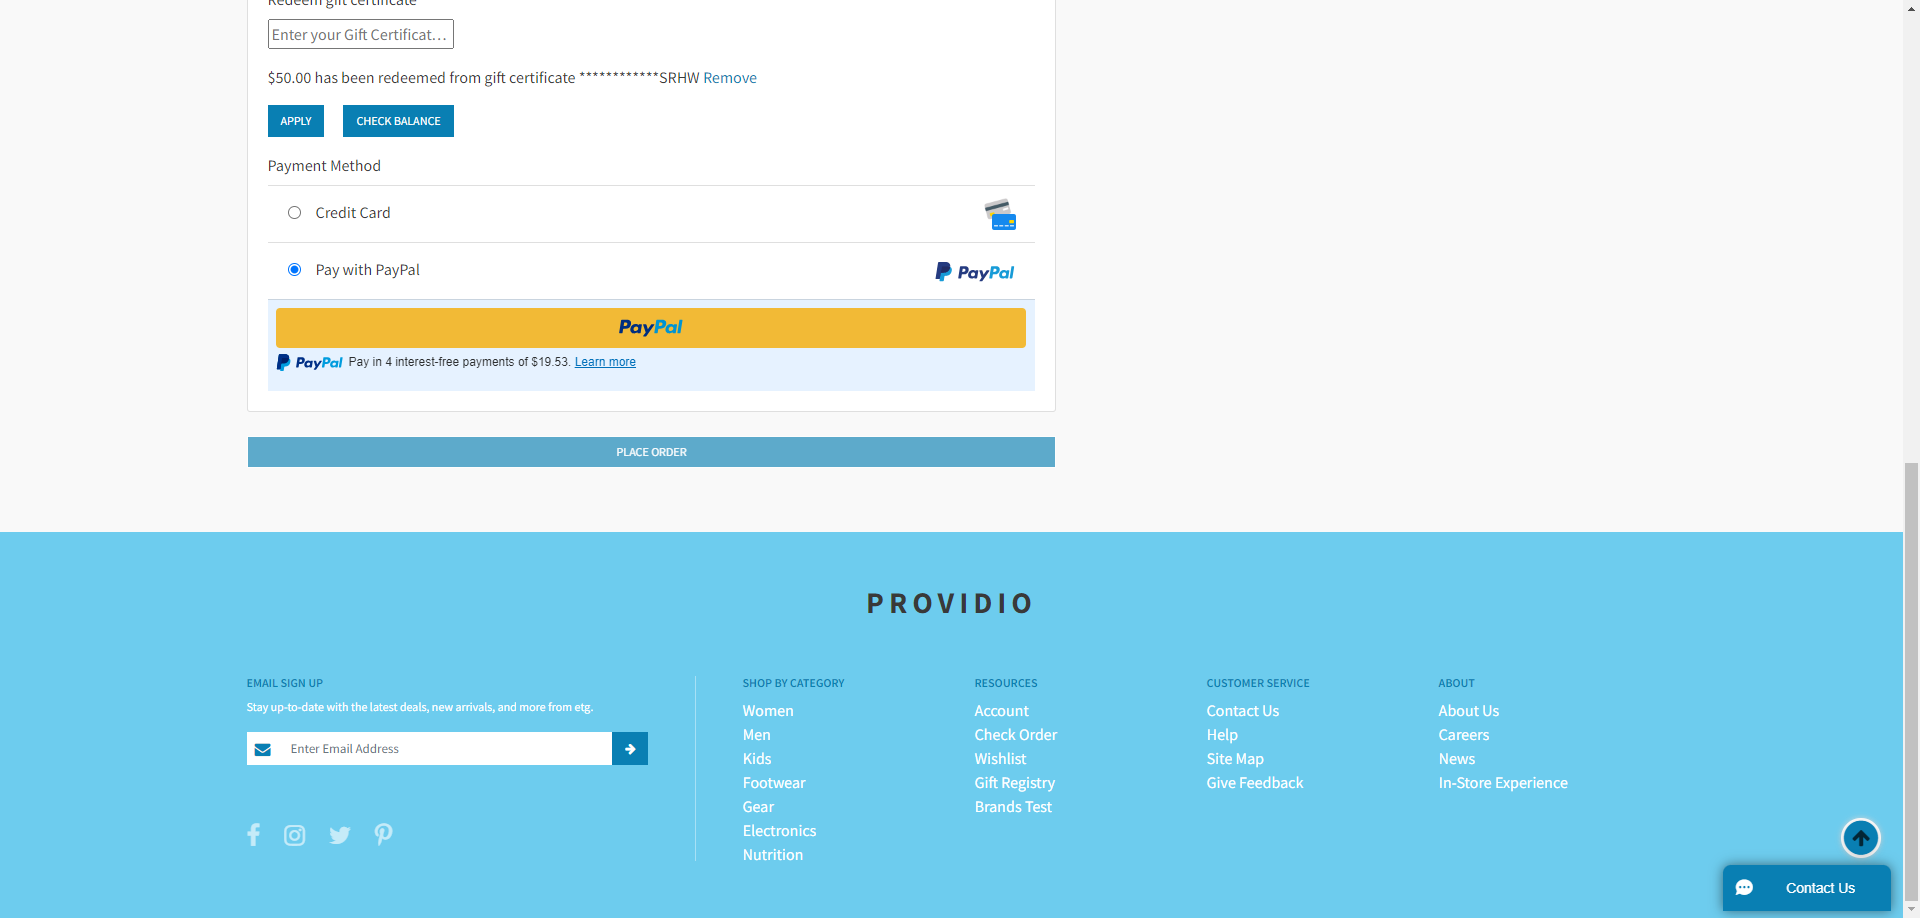 Redeem gift certificate
Enter your Gift Certificat…
$50.00 has been redeemed from gift certificate ************SRHW Remove
APPLY
CHECK BALANCE
Payment Method
Credit Card
Pay with PayPal
PayPal
PayPal
PayPal Pay in 4 interest-free payments of $19.53. Learn more
PLACE ORDER
PROVIDIO
EMAIL SIGN UP
Stay up-to-date with the latest deals, new arrivals, and more from etg.
Enter Email Address
SHOP BY CATEGORY
Women
Men
Kids
Footwear
Gear
Electronics
Nutrition
RESOURCES
Account
Check Order
Wishlist
Gift Registry
Brands Test
CUSTOMER SERVICE
Contact Us
Help
Site Map
Give Feedback
ABOUT
About Us
Careers
News
In-Store Experience
Contact Us